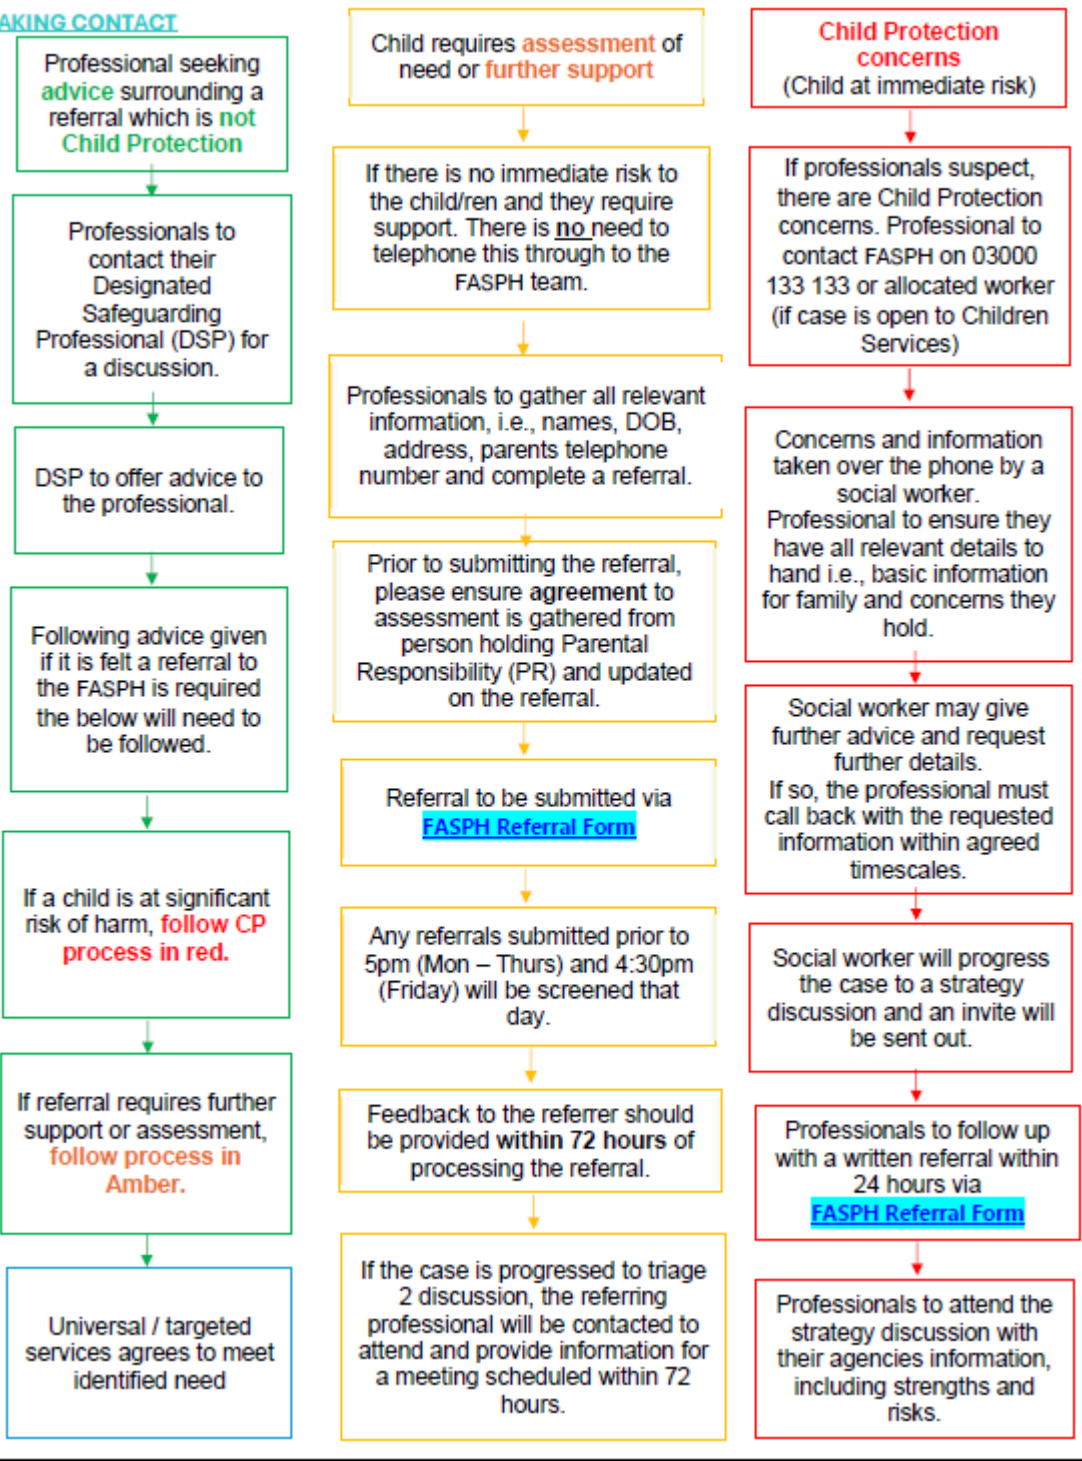 AKING CONTACT
Professional seeking
advice surrounding a
referral which is not
Child Protection
Professionals to
contact their
Designated
Safeguarding
Professional (DSP) for
a discussion.
DSP to offer advice to
the professional.
Following advice given
if it is felt a referral to
the FASPH is required
the below will need to
be followed.
If a child is at significant
risk of harm, follow CP
process in red.
If referral requires further
support or assessment,
follow process in
Amber.
Universal / targeted
services agrees to meet
identified need
Child requires assessment of
need or further support
If there is no immediate risk to
the child/ren and they require
support. There is no need to
telephone this through to the
FASPH team.
Professionals to gather all relevant
information, i.e., names, DOB,
address, parents telephone
number and complete a referral.
Prior to submitting the referral,
please ensure agreement to
assessment is gathered from
person holding Parental
Responsibility (PR) and updated
on the referral.
Referral to be submitted via
FASPH Referral Form
Any referrals submitted prior to
5pm (Mon – Thurs) and 4:30pm
(Friday) will be screened that
day.
Feedback to the referrer should
be provided within 72 hours of
processing the referral.
If the case is progressed to triage
2 discussion, the referring
professional will be contacted to
attend and provide information for
a meeting scheduled within 72
hours.
Child Protection
concerns
(Child at immediate risk)
If professionals suspect,
there are Child Protection
concerns. Professional to
contact FASPH on 03000
133 133 or allocated worker
(if case is open to Children
Services)
Concerns and information
taken over the phone by a
social worker.
Professional to ensure they
have all relevant details to
hand i.e., basic information
for family and concerns they
hold.
Social worker may give
further advice and request
further details.
If so, the professional must
call back with the requested
information within agreed
timescales.
Social worker will progress
the case to a strategy
discussion and an invite will
be sent out.
Professionals to follow up
with a written referral within
24 hours via
FASPH Referral Form
Professionals to attend the
strategy discussion with
their agencies information,
including strengths and
risks.